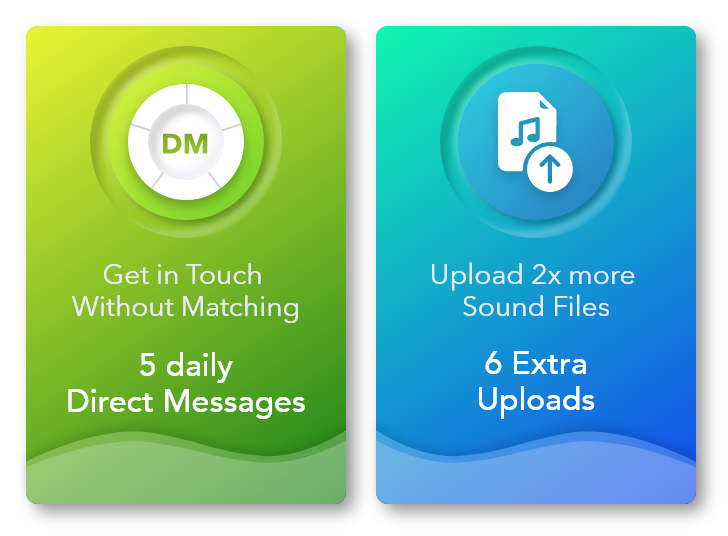 DM
Get in Touch
Without Matching
5 daily
Direct Messages
Upload 2x more
Sound Files
6 Extra
Uploads